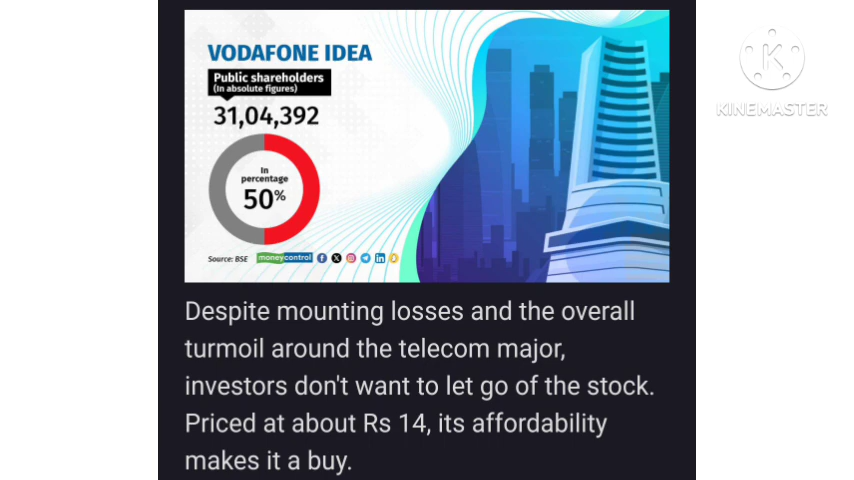 VODAFONE IDEA
Public shareholders
(In absolute figures)
31,04,392
In
percentage
50%
Source: BSE
moneycontrol
K
KINEMASTER
Despite mounting losses and the overall
turmoil around the telecom major,
investors don't want to let go of the stock.
Priced at about Rs 14, its affordability
makes it a buy.